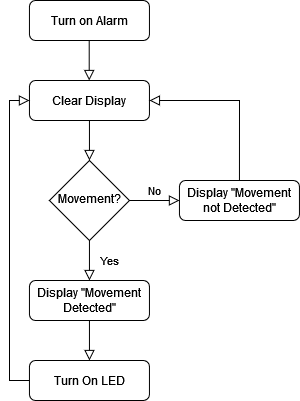 Turn on Alarm
Clear Display
Movement?
No
Display "Movement
not Detected"
Yes
Display "Movement
Detected"
Turn On LED